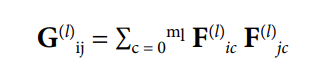 G⁽ˡ⁾ᵢⱼ = ∑c = 0ᵐˡ F⁽ˡ⁾ic F⁽ˡ⁾jc